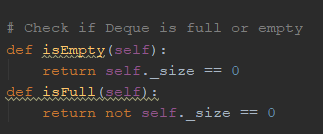 # Check if Deque is full or empty
def isEmpty(self):
    return self._size == 0
def isFull(self):
    return not self._size == 0